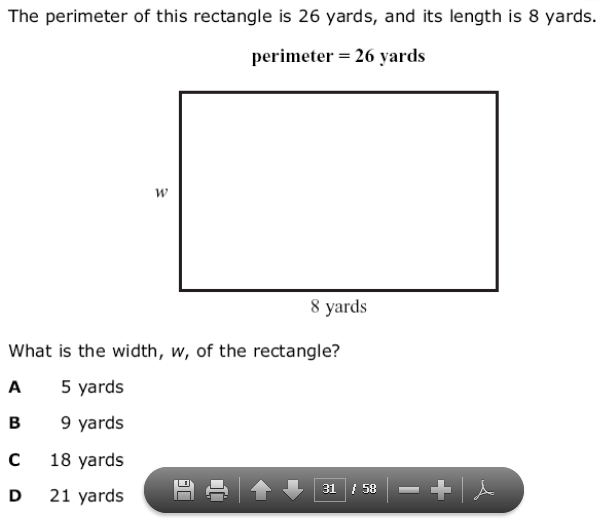 The perimeter of this rectangle is 26 yards, and its length is 8 yards.
perimeter = 26 yards
w
8 yards
What is the width, w, of the rectangle?
A 5 yards
B 9 yards
C 18 yards
D 21 yards
31 / 58